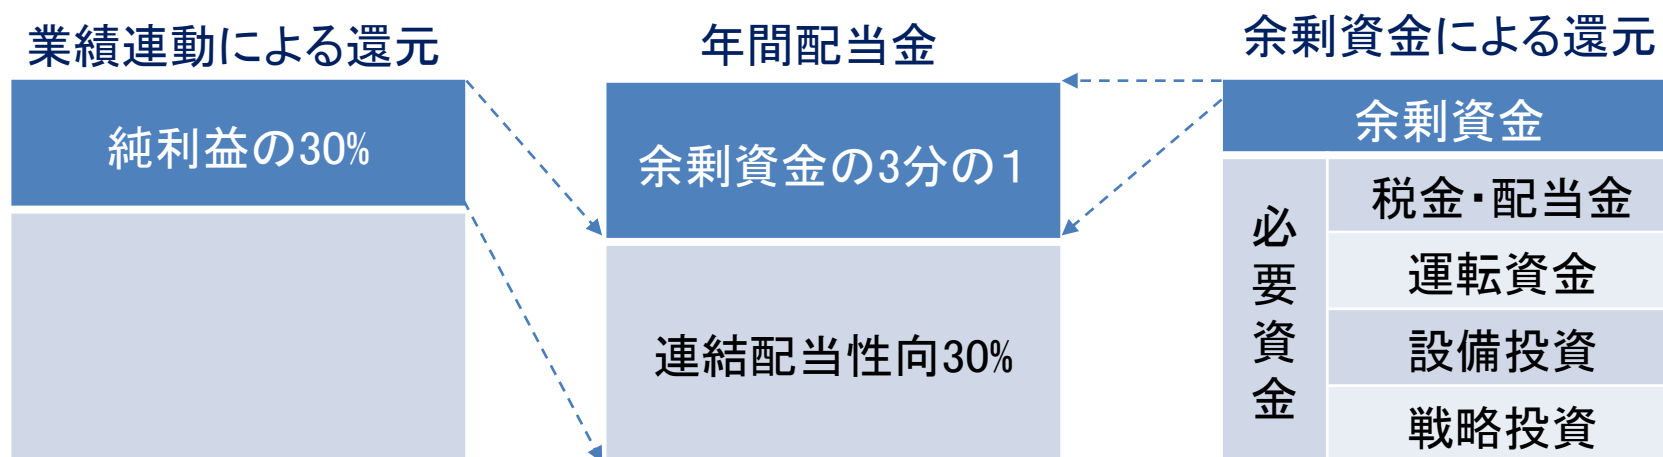 業績連動による還元
年間配当金
余剰資金による還元
純利益の30%
余剰資金の3分の１
余剰資金
連結配当性向30%
必要資金
税金・配当金
運転資金
設備投資
戦略投資